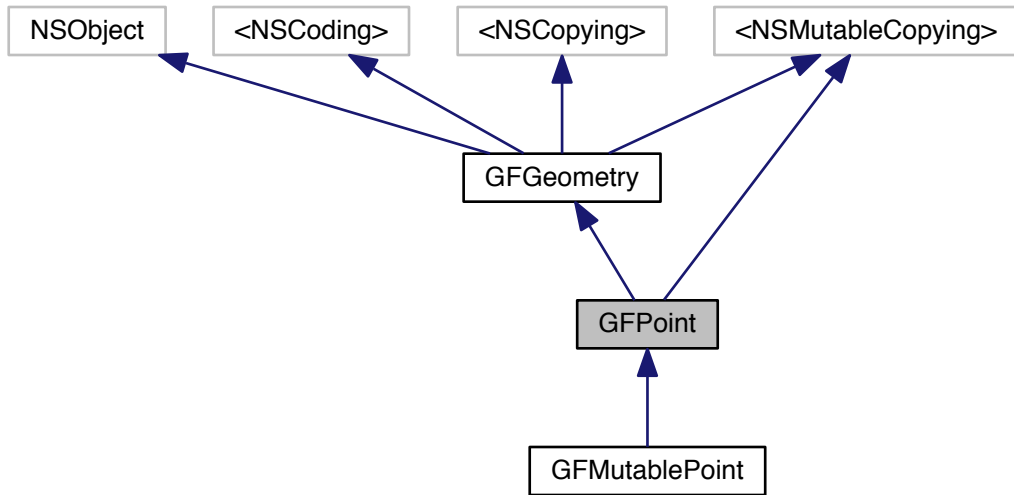 NSObject
<NSCoding>
<NSCopying>
<NSMutableCopying>
GFGeometry
GFPoint
GFMutablePoint